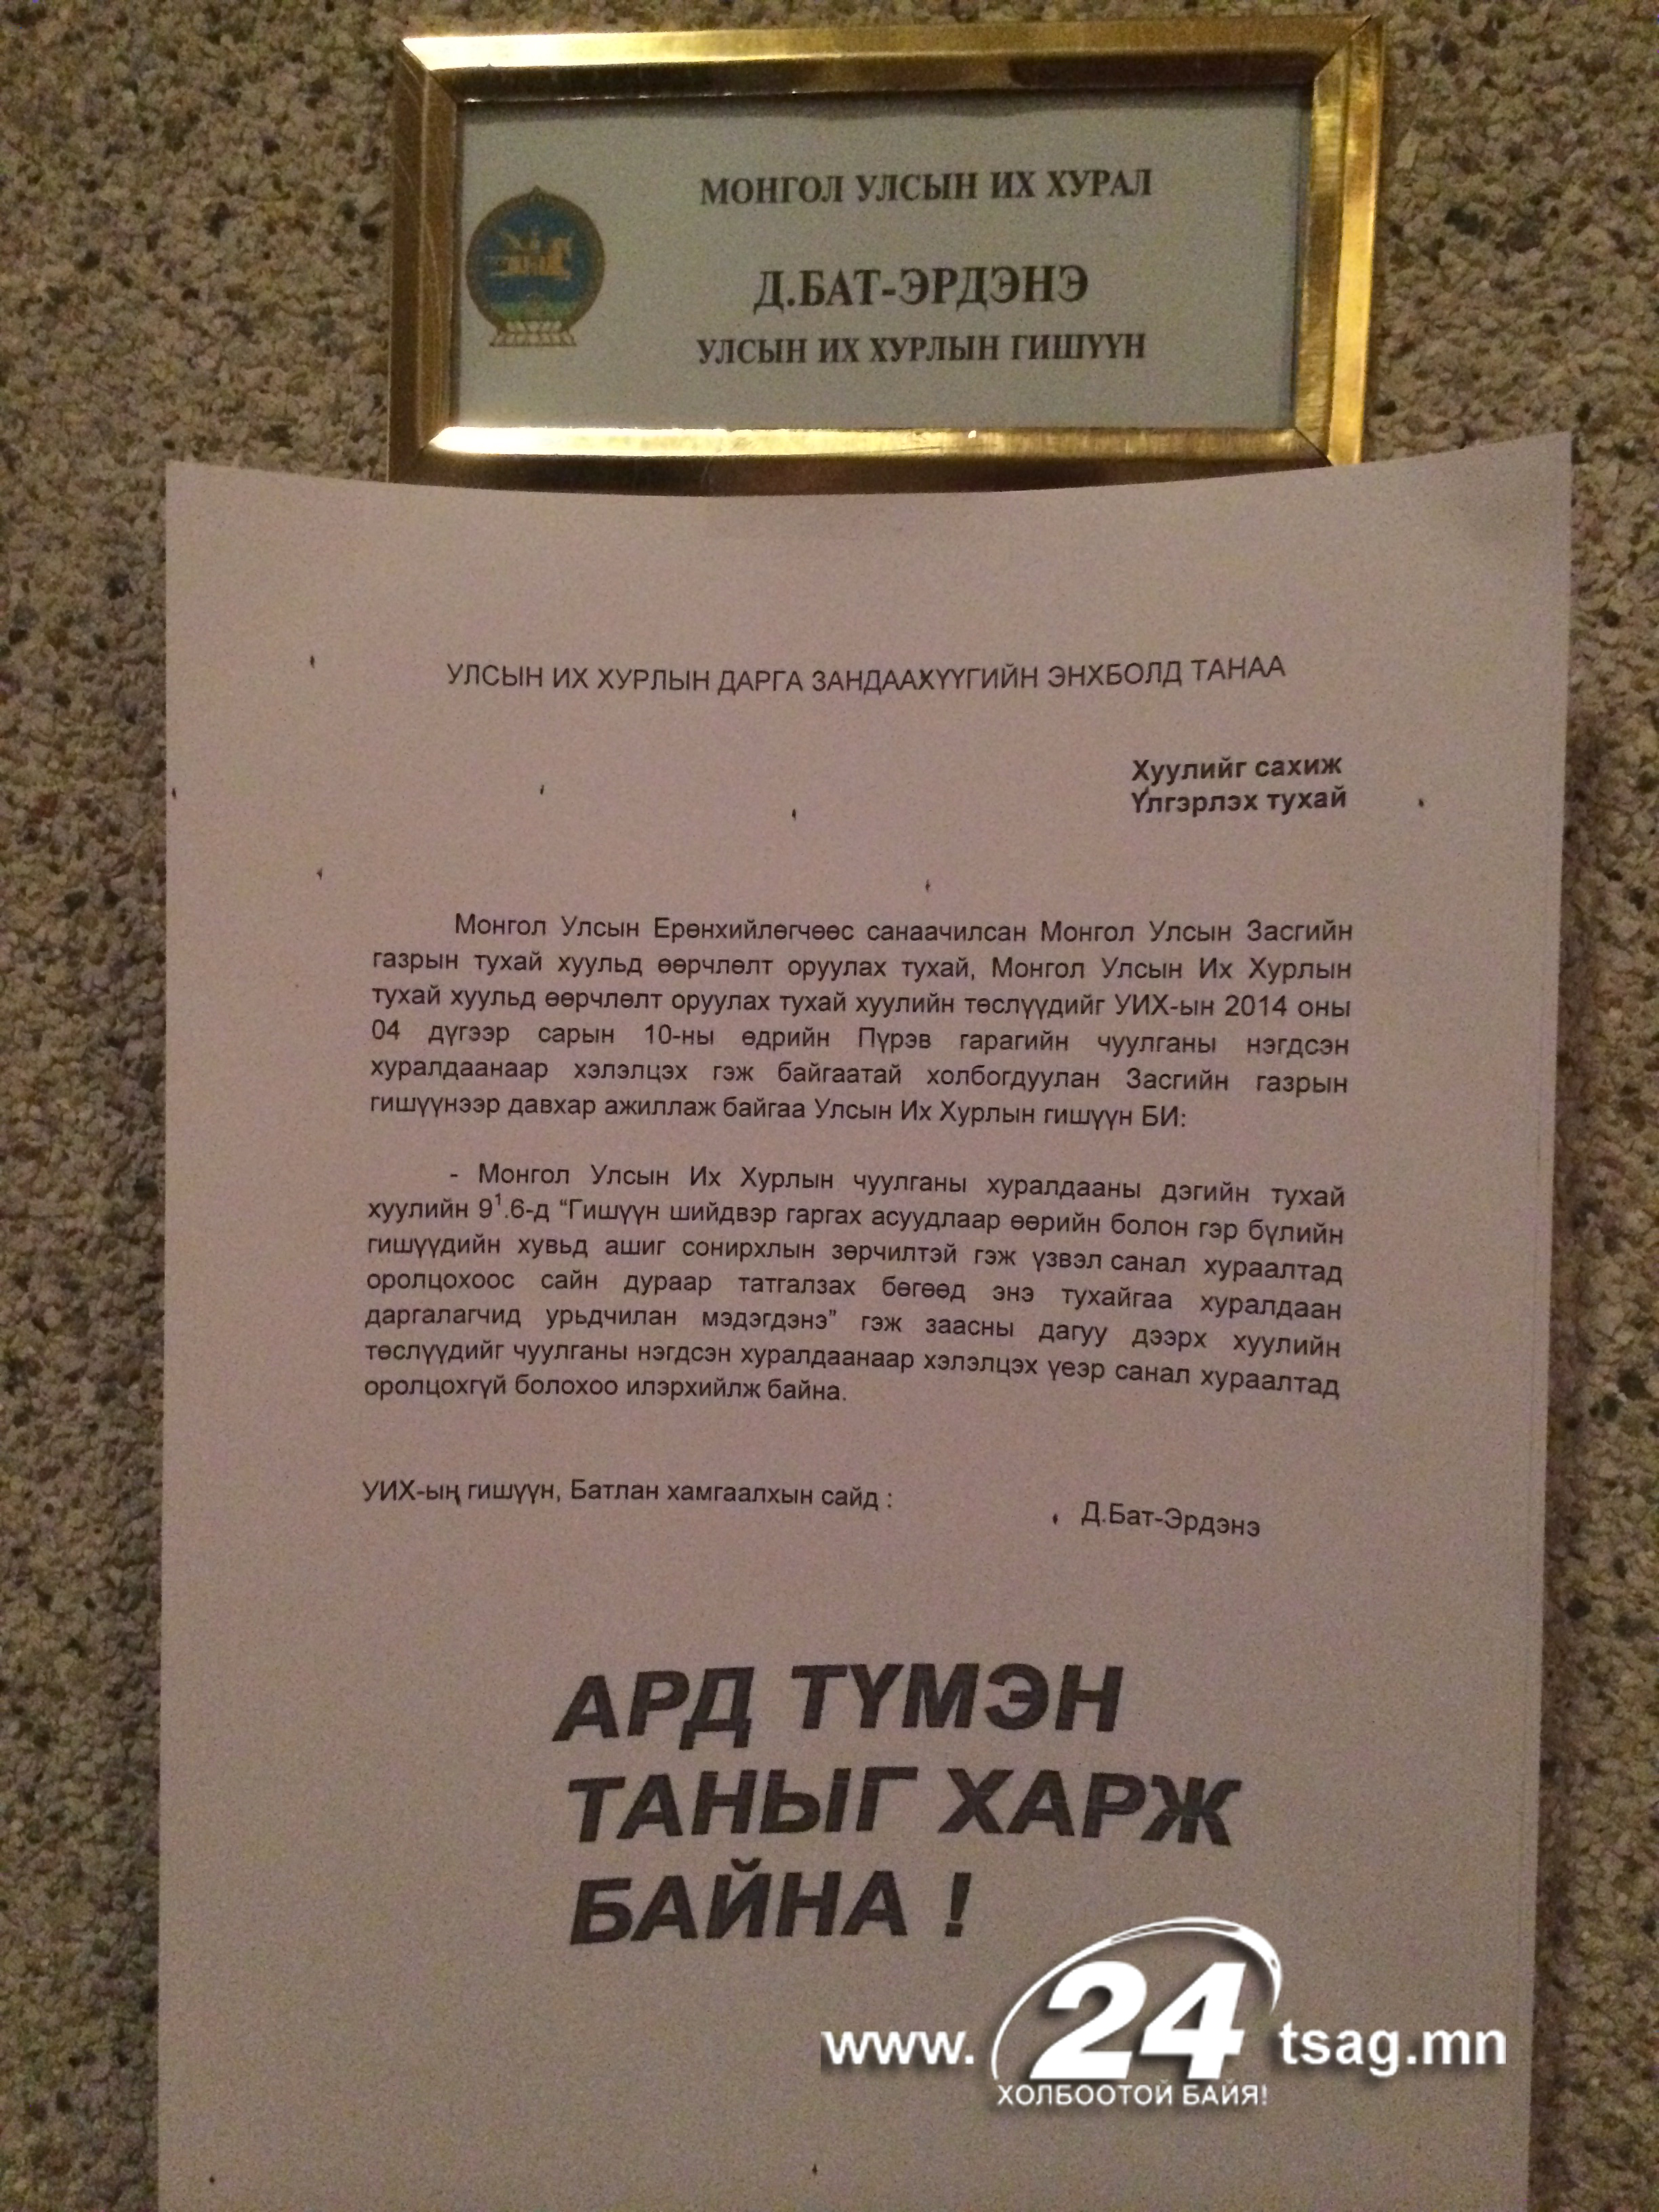 МОНГОЛ УЛСЫН ИХ ХУРАЛ
Д.БАТ-ЭРДЭНЭ
УЛСЫН ИХ ХУРЛЫН ГИШҮҮН
УЛСЫН ИХ ХУРЛЫН ДАРГА ЗАНДААХҮҮГИЙН ЭНХБОЛД ТАНАА
Хуулийг сахиж
Үлгэрлэх тухай
Монгол Улсын Ерөнхийлөгчөөс санаачилсан Монгол Улсын Засгийн
газрын тухай хуульд өөрчлөлт оруулах тухай, Монгол Улсын Их Хурлын
тухай хуульд өөрчлөлт оруулах тухай хуулийн төслүүдийг УИХ-ын 2014 оны
04 дүгээр сарын 10-ны өдрийн Пүрэв гарагийн чуулганы нэгдсэн
хуралдаанаар хэлэлцэх гэж байгаатай холбогдуулан Засгийн газрын
гишүүнээр давхар ажиллаж байгаа Улсын Их Хурлын гишүүн БИ:
- Монгол Улсын Их Хурлын чуулганы хуралдааны дэгийн тухай
хуулийн 9¹.6-д “Гишүүн шийдвэр гаргах асуудлаар өөрийн болон гэр бүлийн
гишүүдийн хувьд ашиг сонирхлын зөрчилтэй гэж үзвэл санал хураалтад
оролцохоос сайн дураар татгалзах бөгөөд энэ тухайгаа хуралдаан
даргалагчид урьдчилан мэдэгдэнэ” гэж заасны дагуу дээрх хуулийн
төслүүдийг чуулганы нэгдсэн хуралдаанаар хэлэлцэх үеэр санал хураалтад
оролцохгүй болохоо илэрхийлж байна.
УИХ-ын гишүүн, Батлан хамгаалхын сайд : Д.Бат-Эрдэнэ
АРД ТҮМЭН
ТАНЫГ ХАРЖ
БАЙНА !
www.24tsag.mn
ХОЛБООТОЙ БАЙЯ!